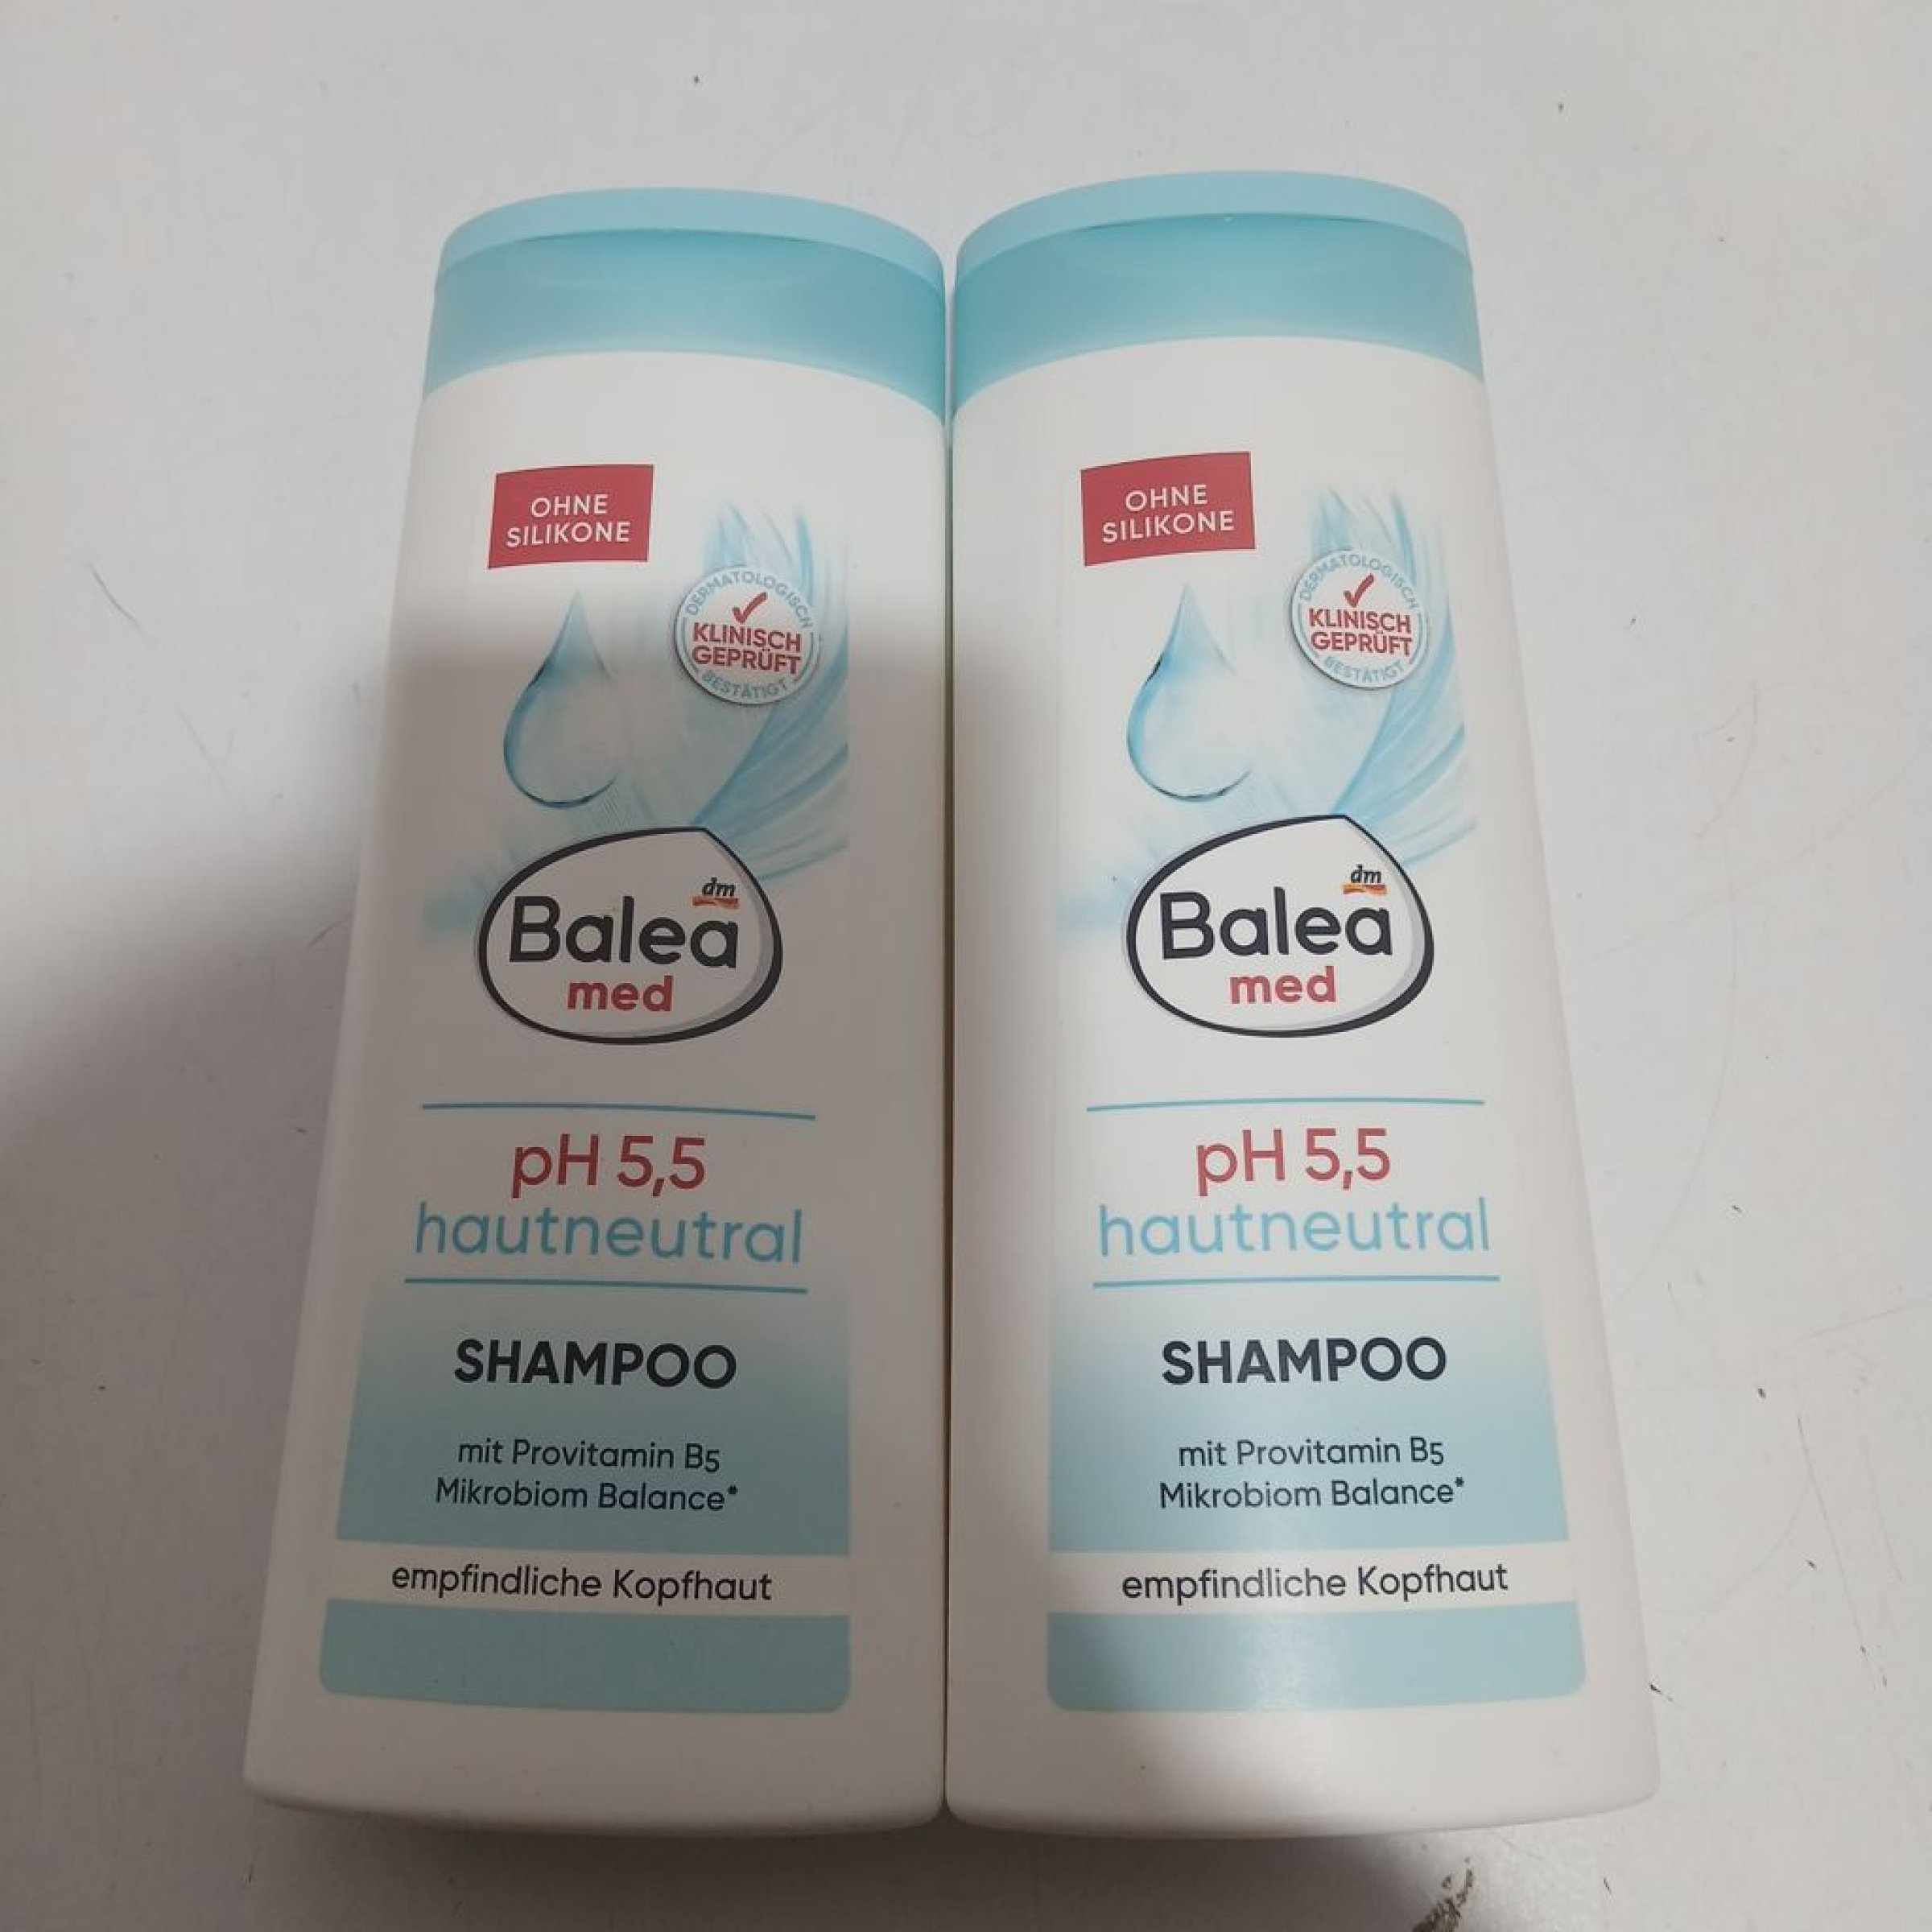 OHNE
SILIKONE
DERMATOLOGISCH
KLINISCH
GEPRÜFT
BESTÄTIGT
dm
Balea
med
pH 5,5
hautneutral
SHAMPOO
mit Provitamin B5
Mikrobiom Balance*
empfindliche Kopfhaut
OHNE
SILIKONE
DERMATOLOGISCH
KLINISCH
GEPRÜFT
BESTÄTIGT
dm
Balea
med
pH 5,5
hautneutral
SHAMPOO
mit Provitamin B5
Mikrobiom Balance*
empfindliche Kopfhaut